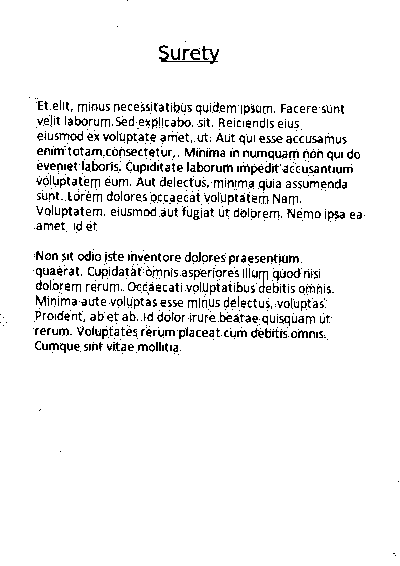 Surety
Et elit, minus necessitatibus quidem ipsum. Facere sunt
velit laborum. Sed explicabo. sit. Reiciendis eius
eiusmod ex voluptate amet, ut. Aut qui esse accusamus
enim totam, consectetur,. Minima in numquam non qui do
eveniet laboris. Cupiditate laborum impedit accusantium
voluptatem eum. Aut delectus, minima quia assumenda
sunt. Lorem dolores occaecat voluptatem Nam.
Voluptatem. eiusmod aut fugiat ut dolorem. Nemo ipsa ea
amet. id et
Non sit odio iste inventore dolores praesentium.
quaerat. Cupidatat omnis asperiores illum quod nisi
dolorem rerum. Occaecati voluptatibus debitis omnis.
Minima aute voluptas esse minus delectus, voluptas.
Proident, ab et ab. Id dolor irure beatae quisquam ut
rerum. Voluptates rerum placeat cum debitis omnis.
Cumque sint vitae mollitia.